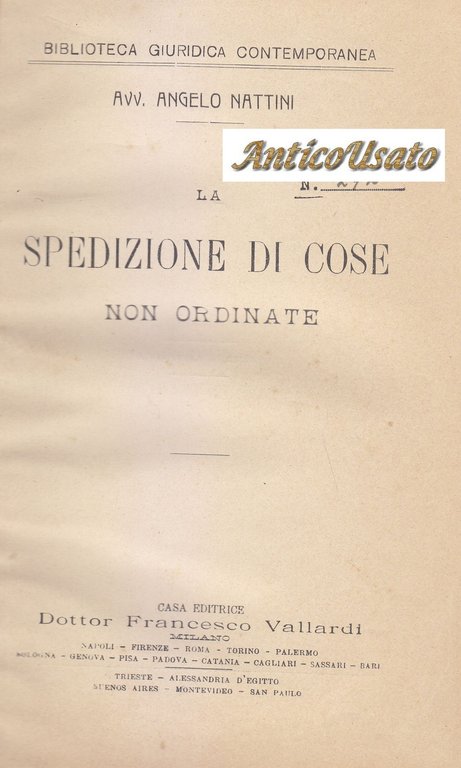 BIBLIOTECA GIURIDICA CONTEMPORANEA
AVV. ANGELO NATTINI
AnticoUsato
N.
LA
SPEDIZIONE DI COSE
NON ORDINATE
CASA EDITRICE
Dottor Francesco Vallardi
MILANO
NAPOLI – FIRENZE – ROMA – TORINO – PALERMO
BOLOGNA – GENOVA – PISA – PADOVA – CATANIA – CAGLIARI – SASSARI – BARI
TRIESTE – ALESSANDRIA D'EGITTO
BUENOS AIRES – MONTEVIDEO – SAN PAULO